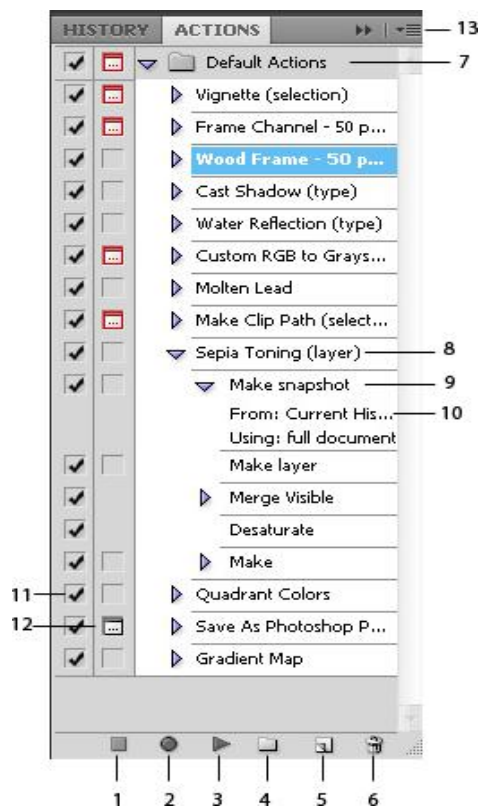 HISTORY ACTIONS 13
Default Actions 7
Vignette (selection)
Frame Channel - 50 p...
Wood Frame - 50 p...
Cast Shadow (type)
Water Reflection (type)
Custom RGB to Grays...
Molten Lead
Make Clip Path (select...
Sepia Toning (layer) 8
Make snapshot 9
From: Current His... 10
Using: full document
Make layer
Merge Visible
Desaturate
Make
11 Quadrant Colors
12 Save As Photoshop P...
Gradient Map
1 2 3 4 5 6